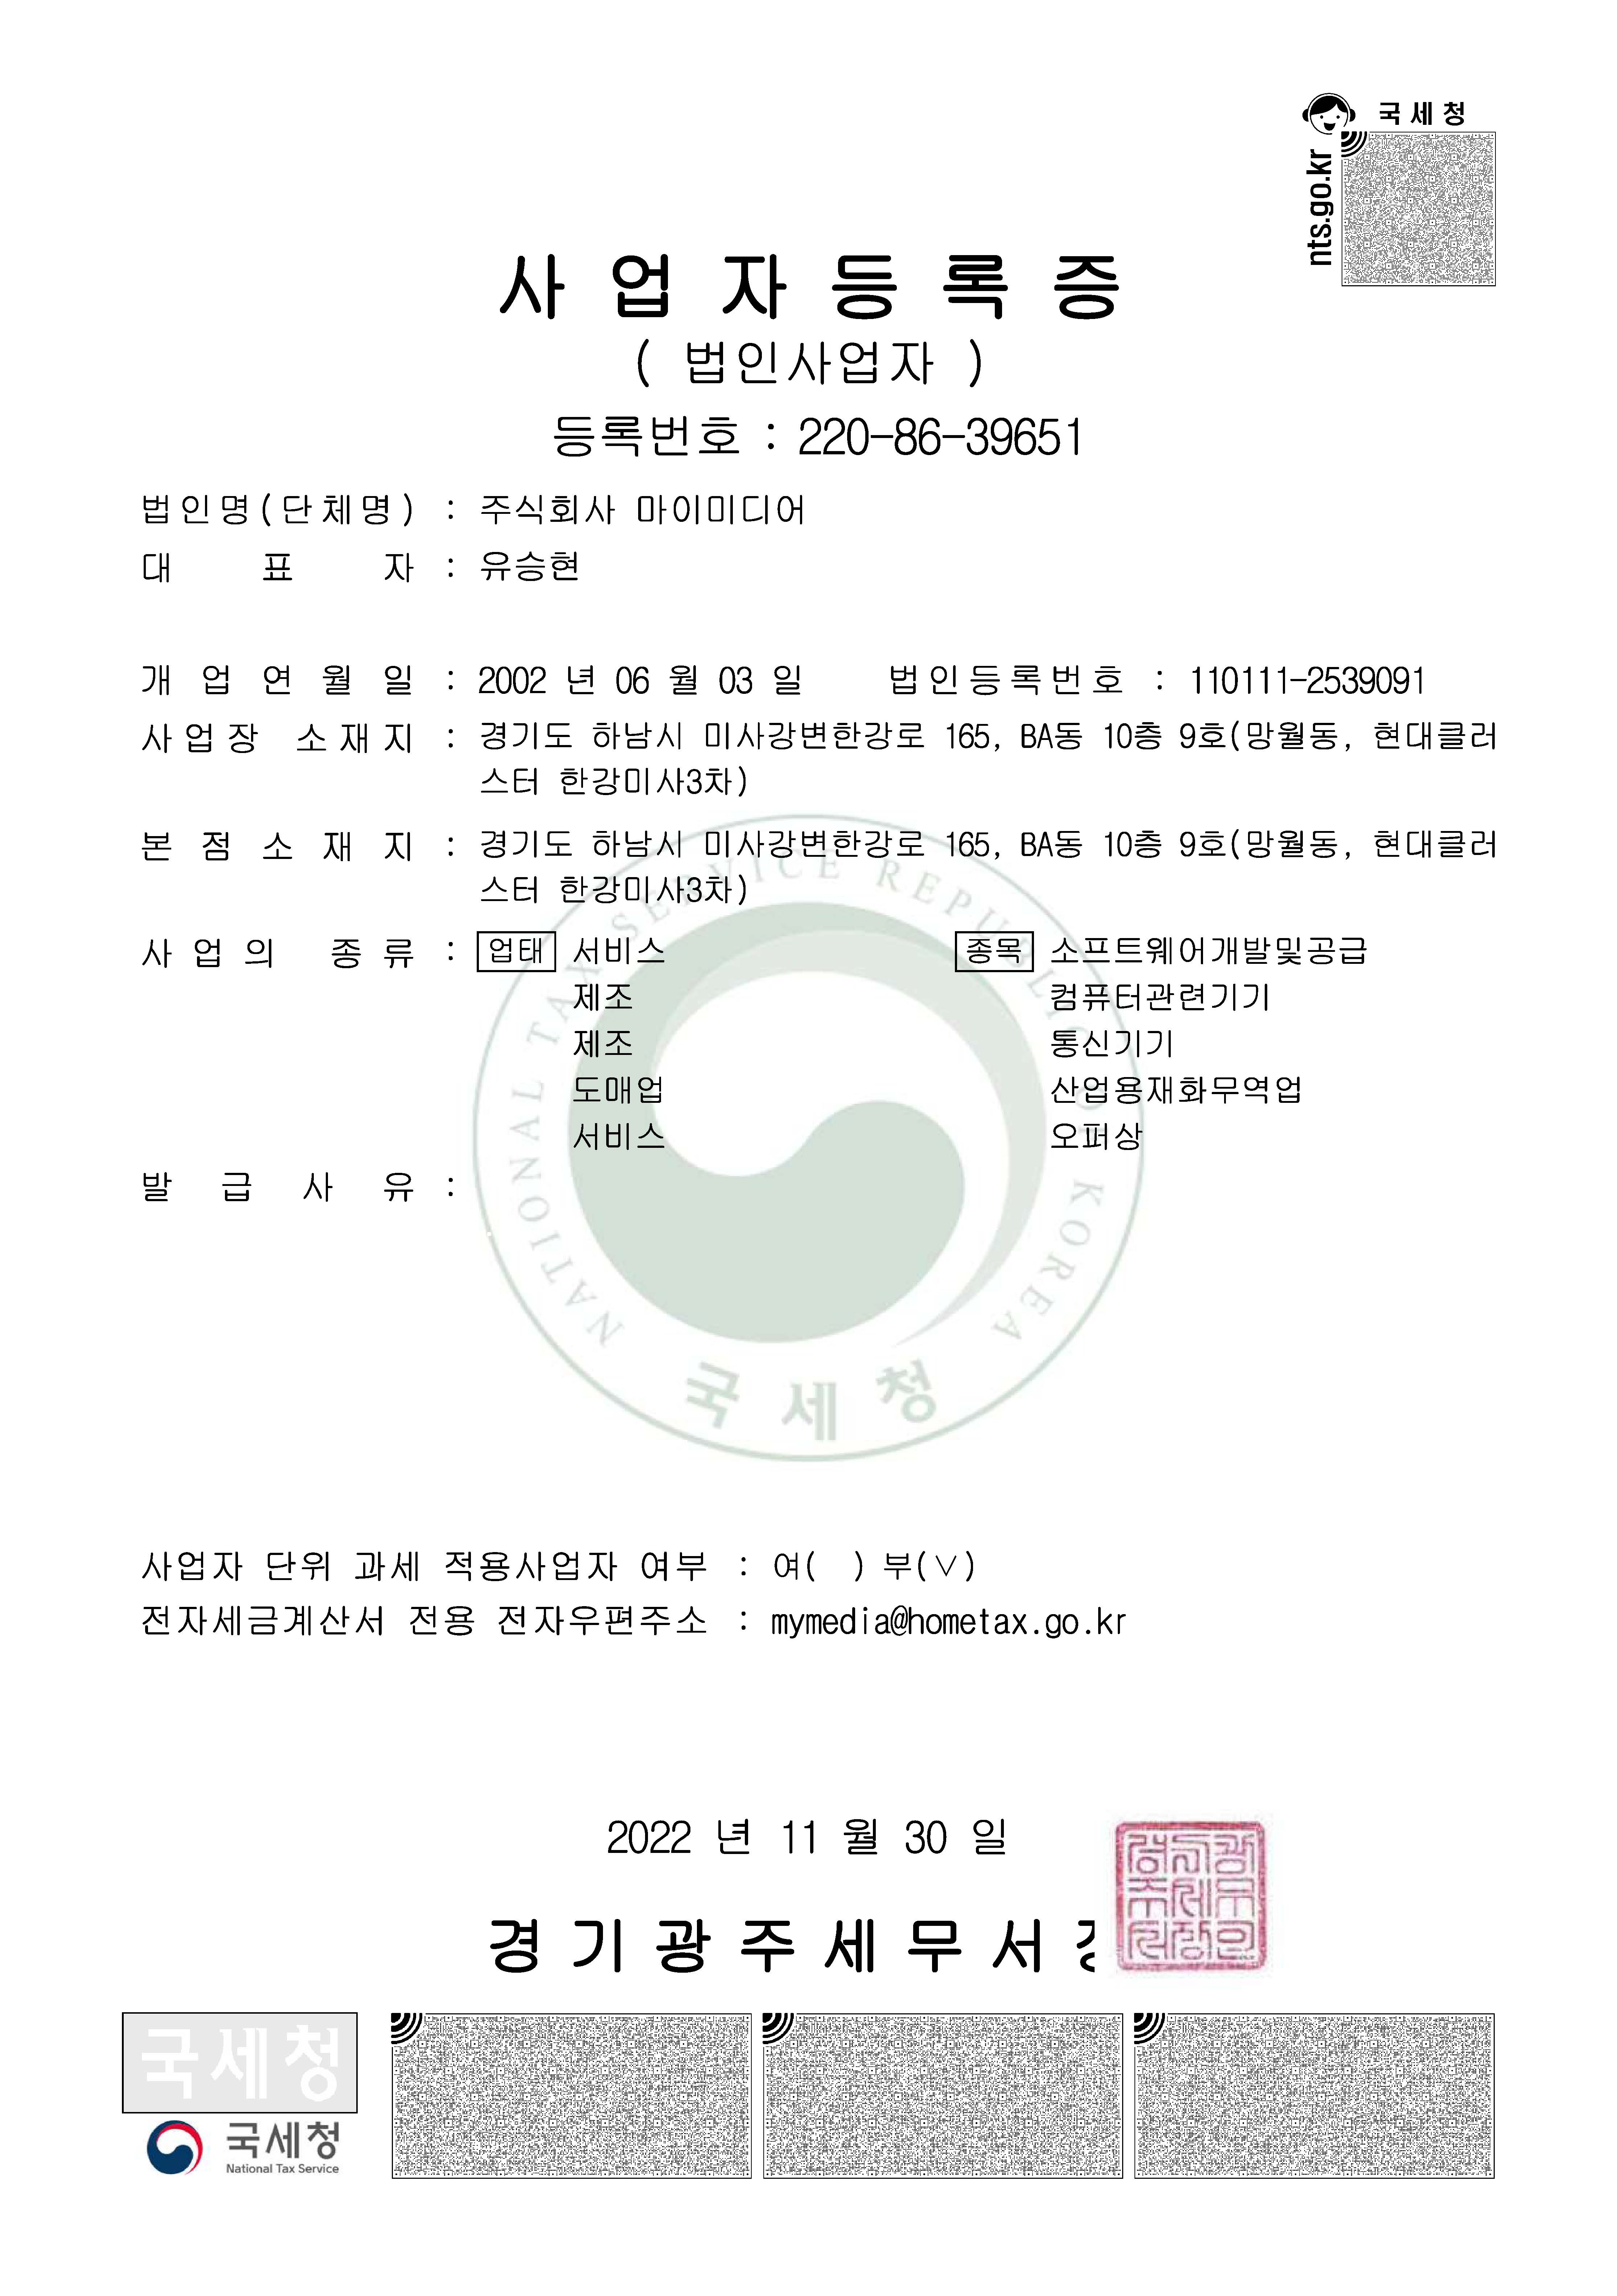 국세청
nts.go.kr
사업자등록증
( 법인사업자 )
등록번호 : 220-86-39651
법인명(단체명) : 주식회사 마이미디어
대 표 자 : 유승현
개 업 연 월 일 : 2002 년 06 월 03 일 법인등록번호 : 110111-2539091
사업장 소재지 : 경기도 하남시 미사강변한강로 165, BA동 10층 9호(망월동, 현대클러
스터 한강미사3차)
본 점 소 재 지 : 경기도 하남시 미사강변한강로 165, BA동 10층 9호(망월동, 현대클러
스터 한강미사3차)
사 업 의 종 류 : 업태 서비스 종목 소프트웨어개발및공급
제조 컴퓨터관련기기
제조 통신기기
도매업 산업용재화무역업
서비스 오퍼상
발 급 사 유 :
NATIONAL TAX SERVICE REPUBLIC OF KOREA
국세청
사업자 단위 과세 적용사업자 여부 : 여( ) 부(∨)
전자세금계산서 전용 전자우편주소 : mymedia@hometax.go.kr
2022 년 11 월 30 일
경기광주세무서
국세청
국세청
National Tax Service